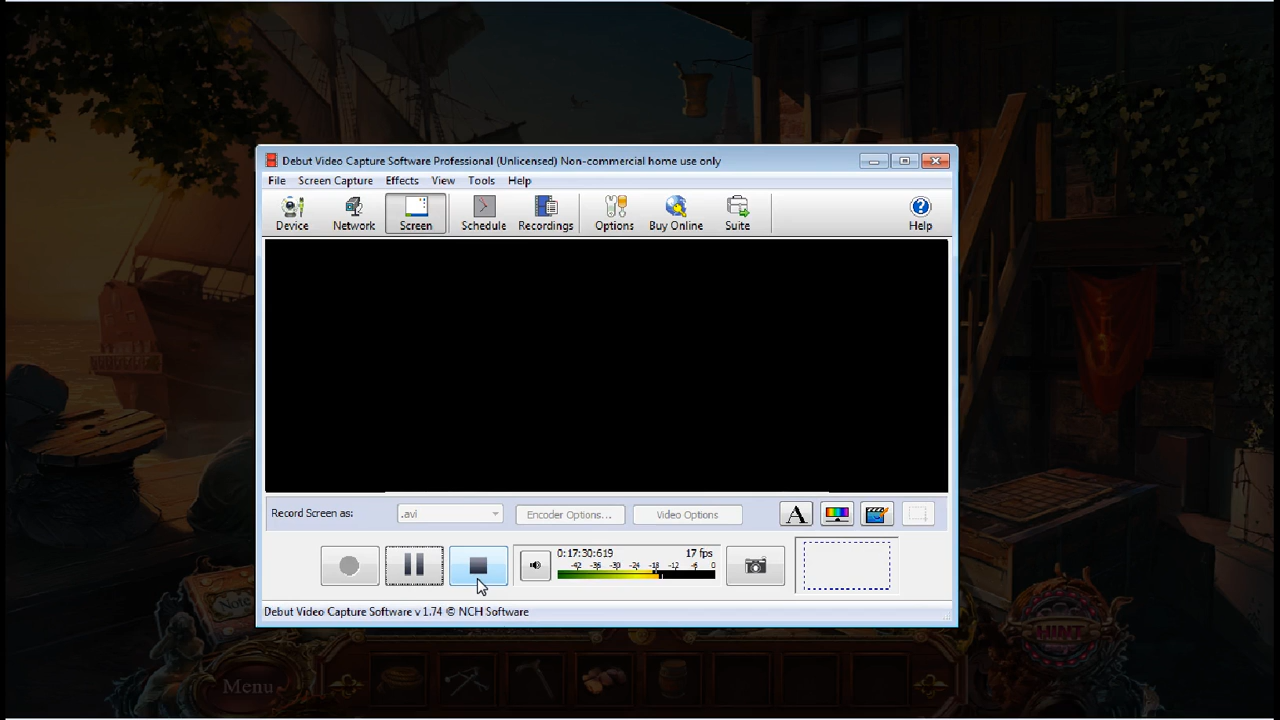 Debut Video Capture Software Professional (Unlicensed) Non-commercial home use only
File Screen Capture Effects View Tools Help
Device Network Screen Schedule Recordings Options Buy Online Suite Help
Record Screen as: .avi Encoder Options... Video Options A
0:17:30:619 17 fps
-42 -36 -30 -24 -18 -12 -6 0
Debut Video Capture Software v 1.74 © NCH Software
Note
HINT
Menu